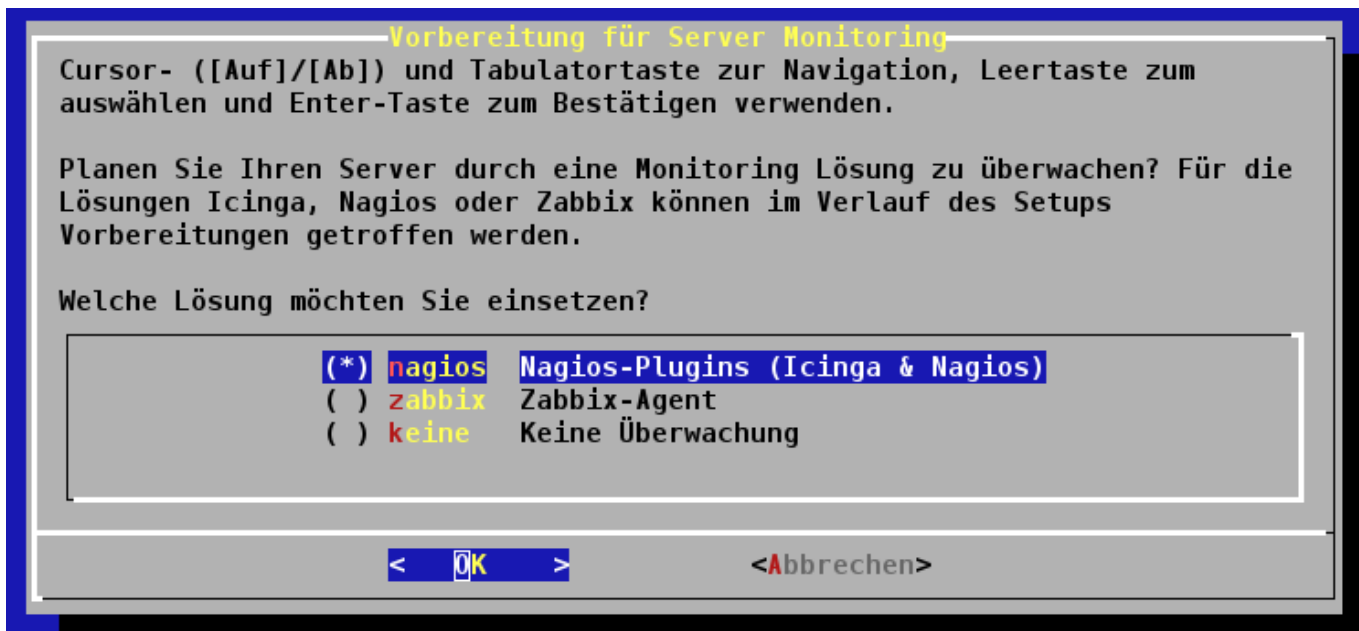 Vorbereitung für Server Monitoring
Cursor- ([Auf]/[Ab]) und Tabulatortaste zur Navigation, Leertaste zum
auswählen und Enter-Taste zum Bestätigen verwenden.
Planen Sie Ihren Server durch eine Monitoring Lösung zu überwachen? Für die
Lösungen Icinga, Nagios oder Zabbix können im Verlauf des Setups
Vorbereitungen getroffen werden.
Welche Lösung möchten Sie einsetzen?
(*) nagios Nagios-Plugins (Icinga & Nagios)
( ) zabbix Zabbix-Agent
( ) keine Keine Überwachung
< OK > <Abbrechen>